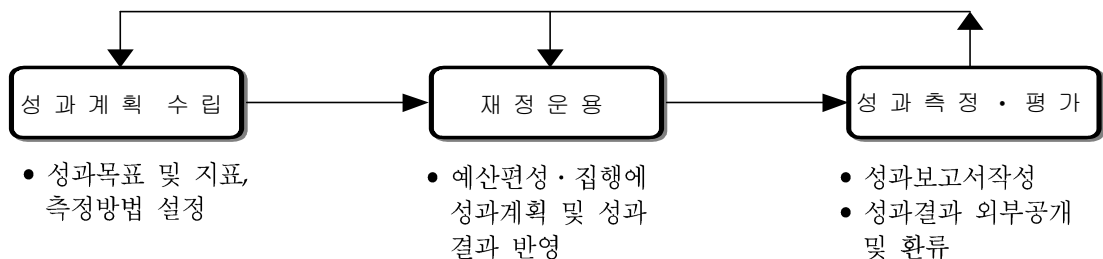 성과계획 수립
재정운용
성과측정·평가
• 성과목표 및 지표,
측정방법 설정
• 예산편성·집행에
성과계획 및 성과
결과 반영
• 성과보고서작성
• 성과결과 외부공개
및 환류